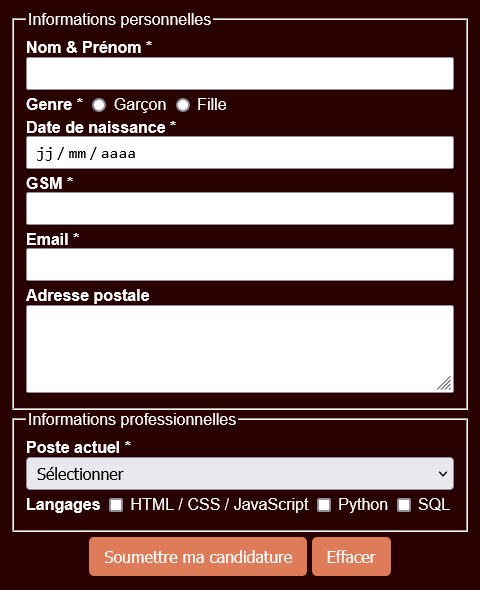 Informations personnelles
Nom & Prénom *
Genre * Garçon Fille
Date de naissance *
jj / mm / aaaa
GSM *
Email *
Adresse postale
Informations professionnelles
Poste actuel *
Sélectionner
Langages HTML / CSS / JavaScript Python SQL
Soumettre ma candidature Effacer